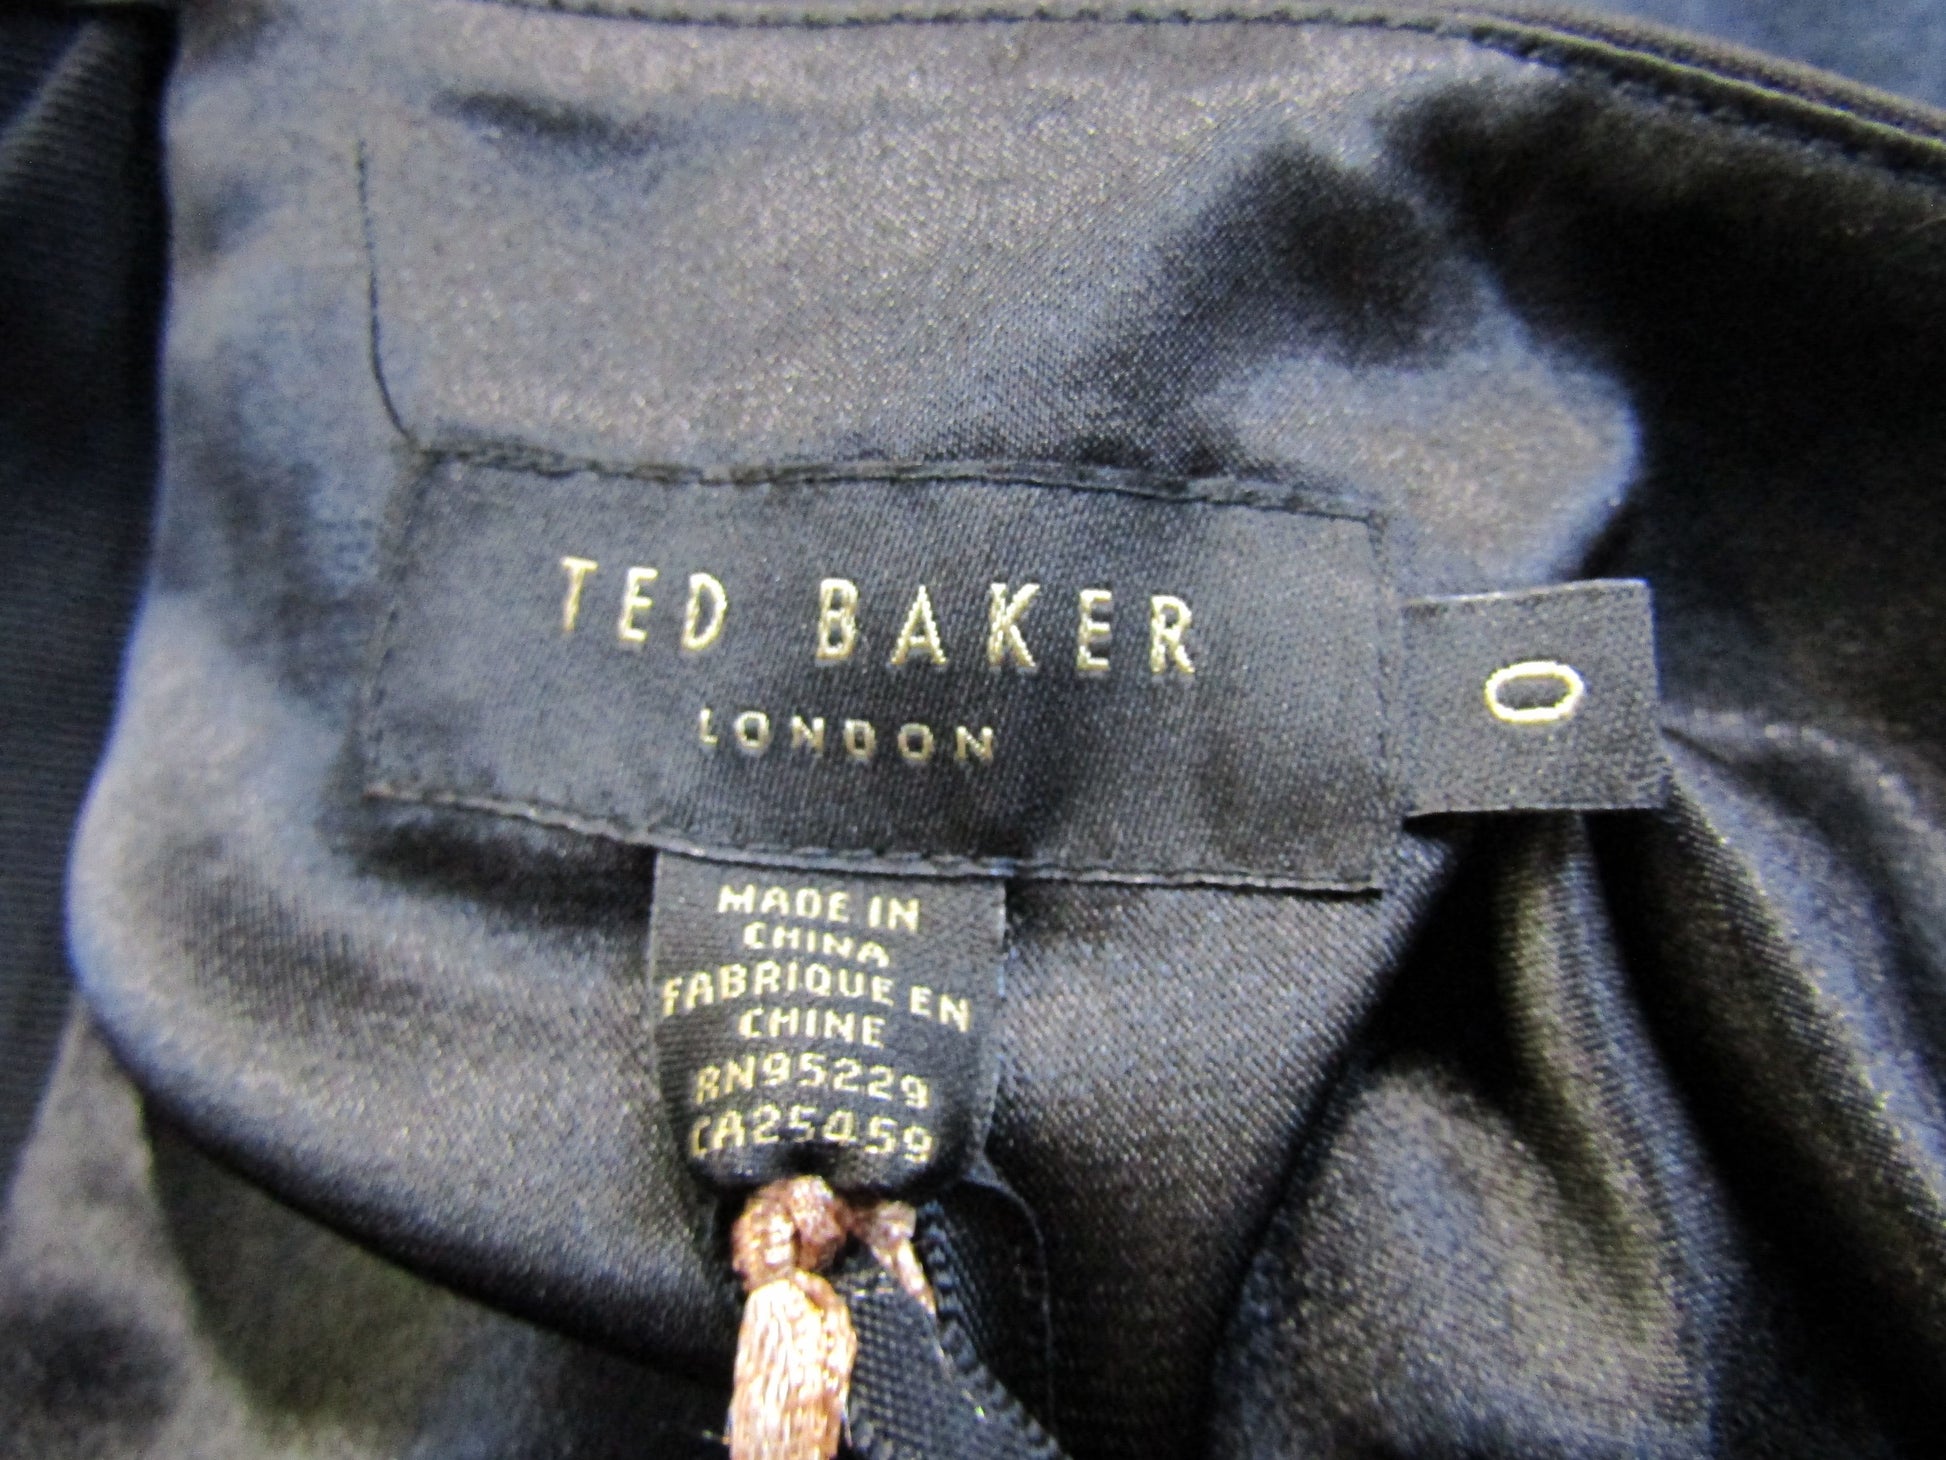 TED BAKER
LONDON
0
MADE IN
CHINA
FABRIQUE EN
CHINE
RN95229
CA25459